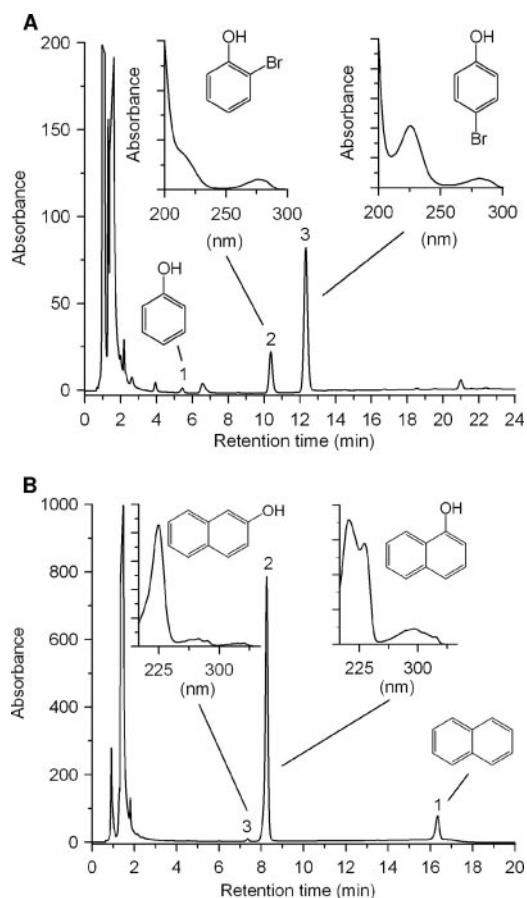 A
OH
Br
OH
Br
Absorbance
200
250
300
(nm)
Absorbance
200
250
300
(nm)
Absorbance
200
150
100
50
0
OH
1
2
3
0 2 4 6 8 10 12 14 16 18 20 22 24
Retention time (min)
B
OH
OH
225
300
(nm)
225
300
(nm)
Absorbance
1000
800
600
400
200
0
3
2
1
0 2 4 6 8 10 12 14 16 18 20
Retention time (min)